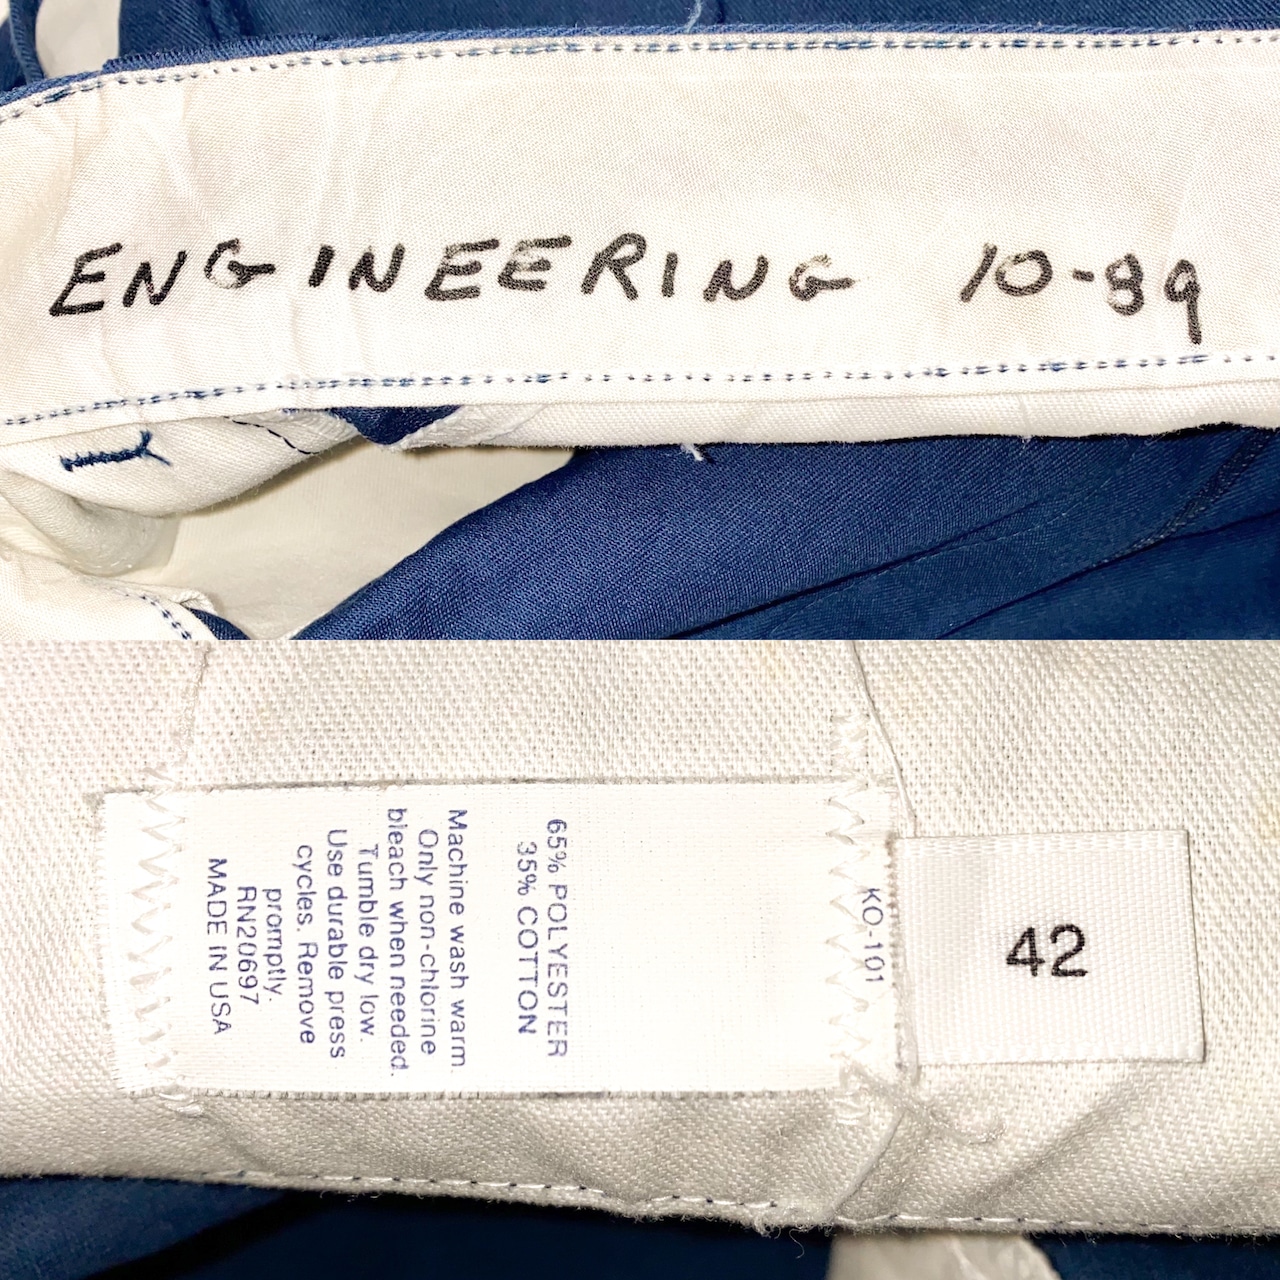 ENGINEERING 10-89
65% POLYESTER
35% COTTON
Machine wash warm
Only non-chlorine
bleach when needed.
Tumble dry low.
Use durable press
cycles. Remove
promptly.
RN20697
MADE IN USA
KO-101
42